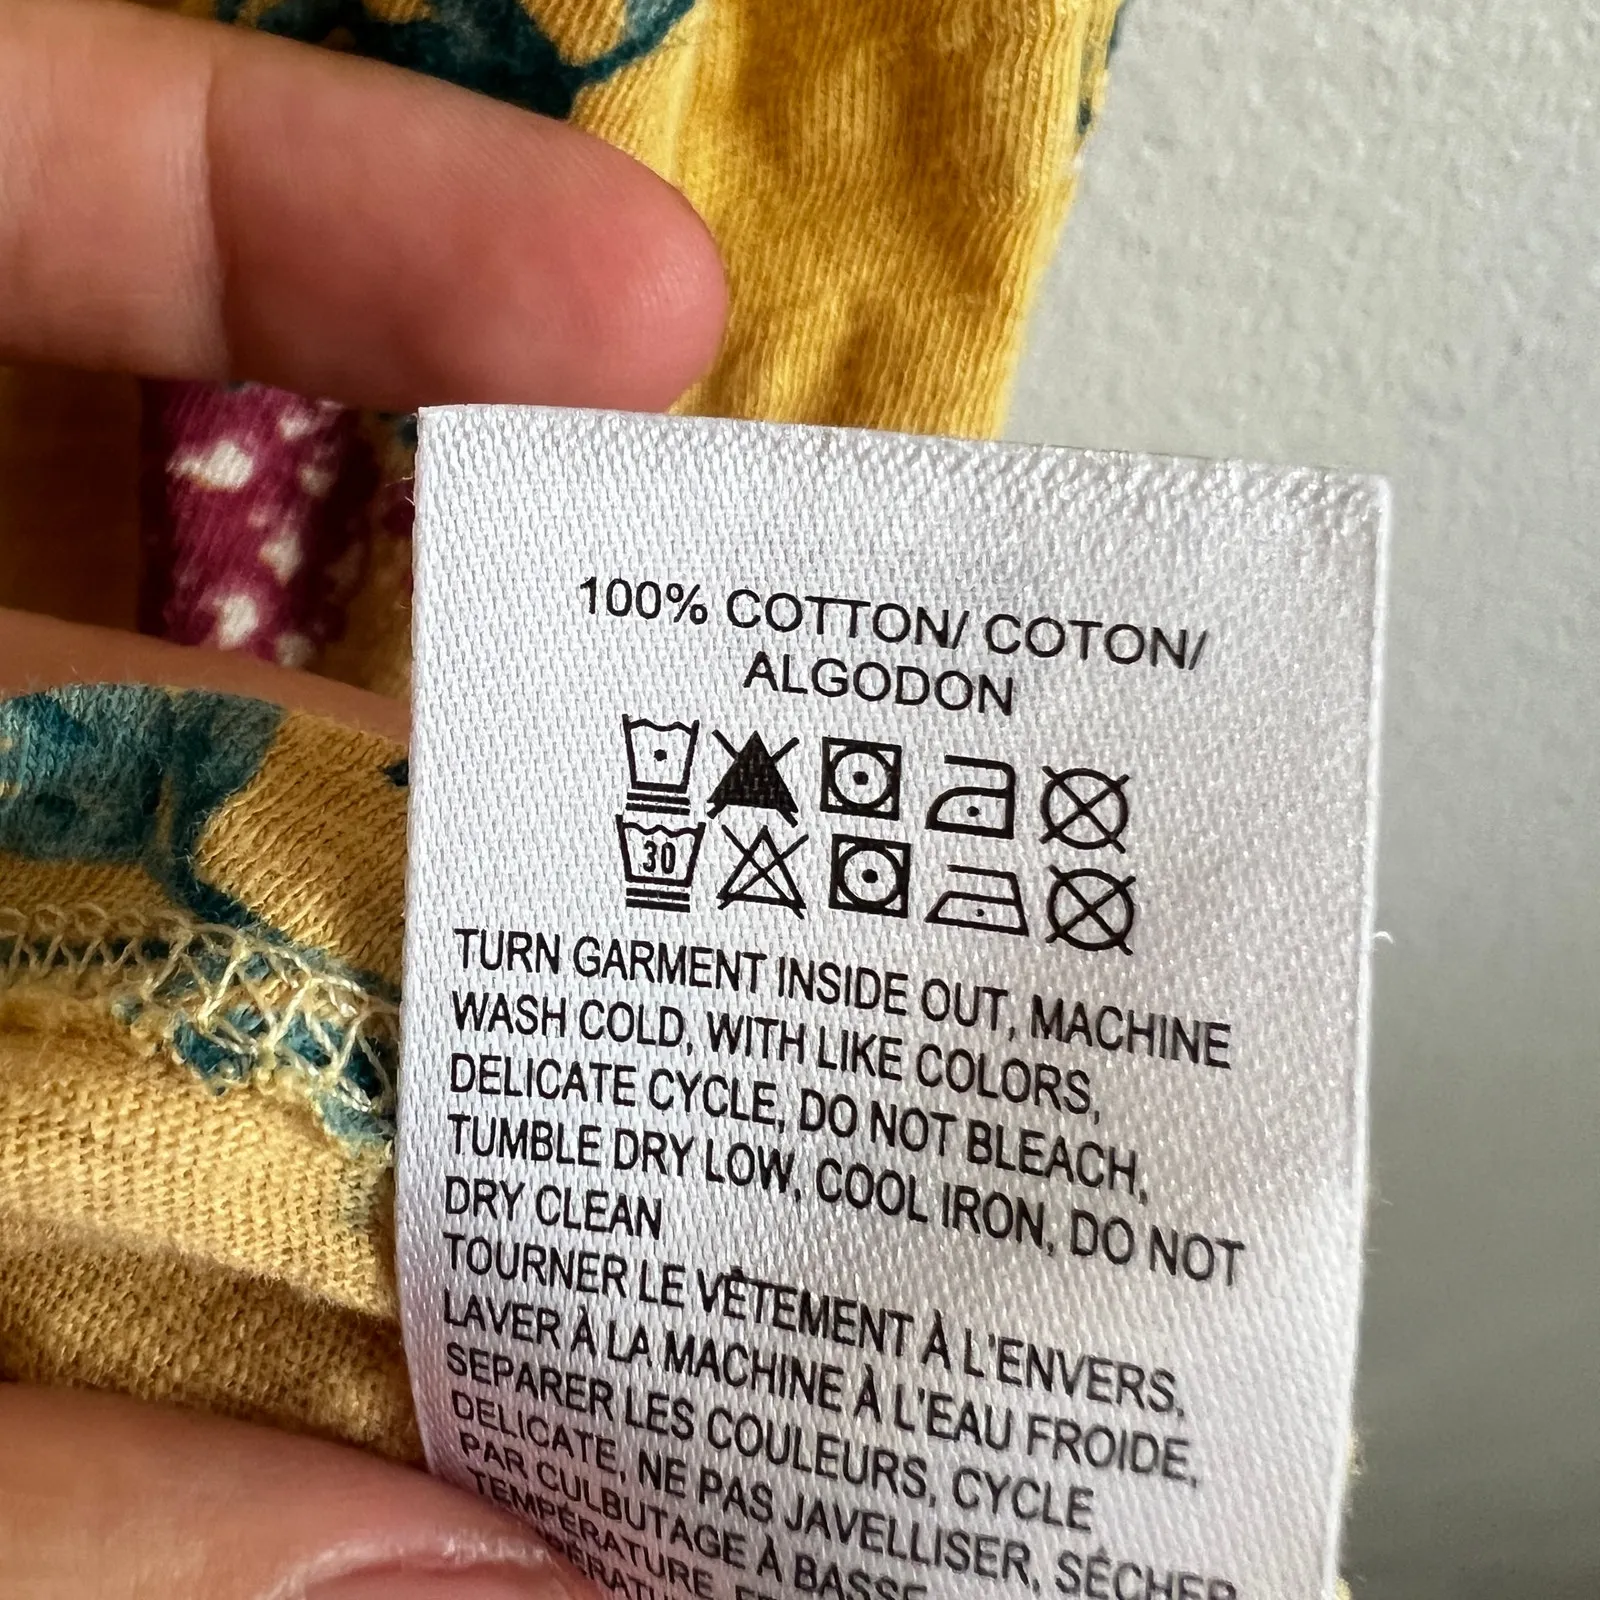 100% COTTON/ COTON/
ALGODON
30
TURN GARMENT INSIDE OUT, MACHINE
WASH COLD, WITH LIKE COLORS,
DELICATE CYCLE, DO NOT BLEACH,
TUMBLE DRY LOW, COOL IRON, DO NOT
DRY CLEAN
TOURNER LE VÊTEMENT À L'ENVERS,
LAVER À LA MACHINE À L'EAU FROIDE,
SEPARER LES COULEURS, CYCLE
DELICATE, NE PAS JAVELLISER, SÉCHER
PAR CULBUTAGE À BASSE
TEMPÉRATURE,